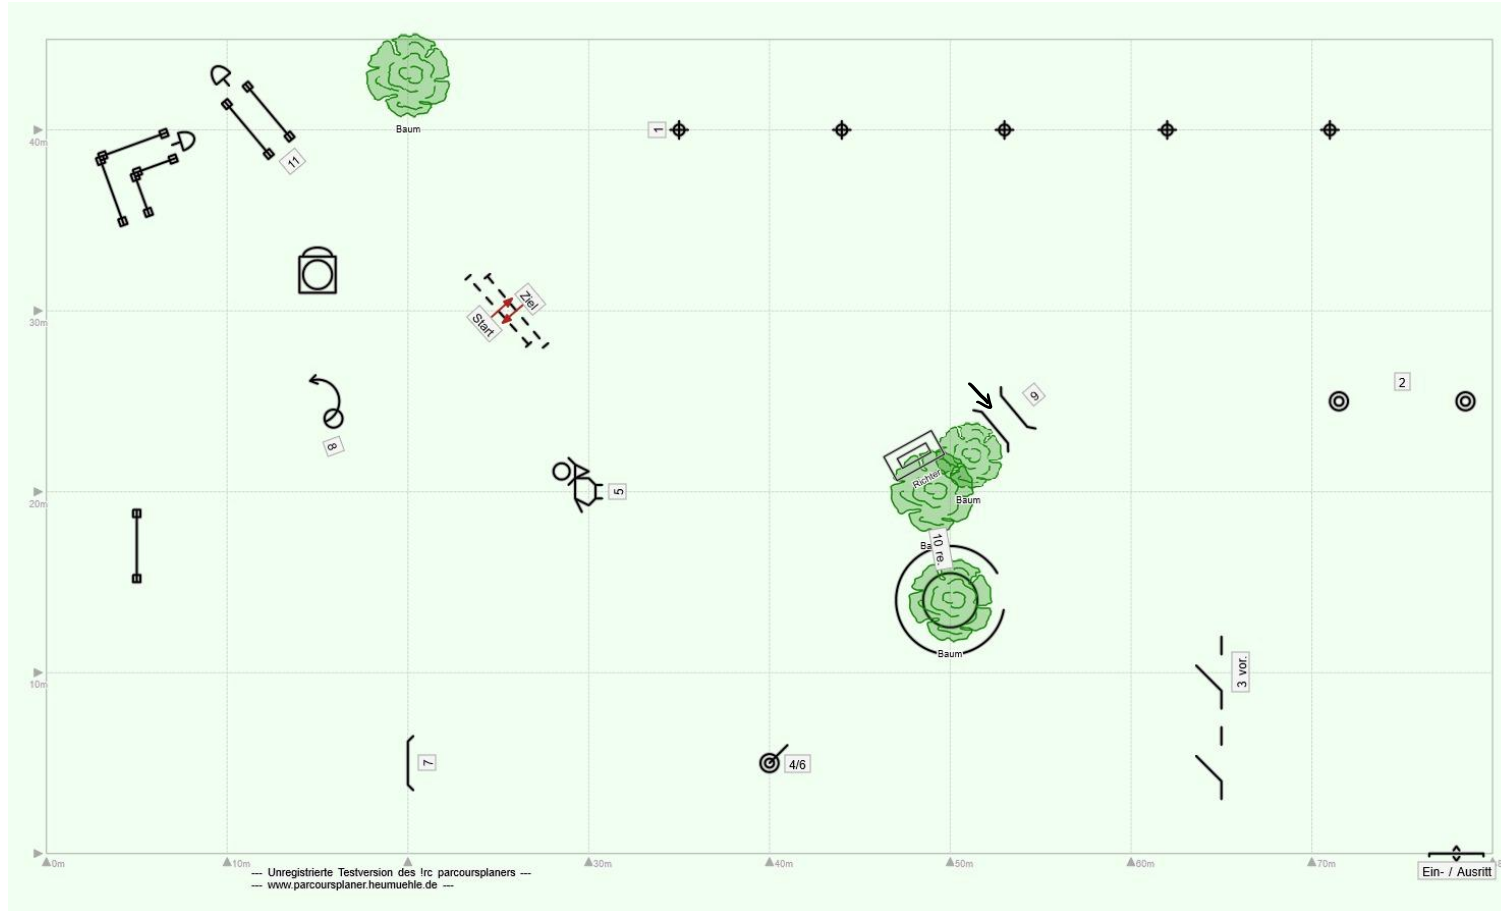 Baum
40m
1
11
30m
Start
Ziel
2
9
8
5
Richter
Baum
20m
10 re.
Baum
3 vor.
10m
7
4/6
0m
10m
30m
40m
50m
60m
70m
Ein- / Ausritt
--- Unregistrierte Testversion des !rc parcoursplaners ---
--- www.parcoursplaner.heumuehle.de ---